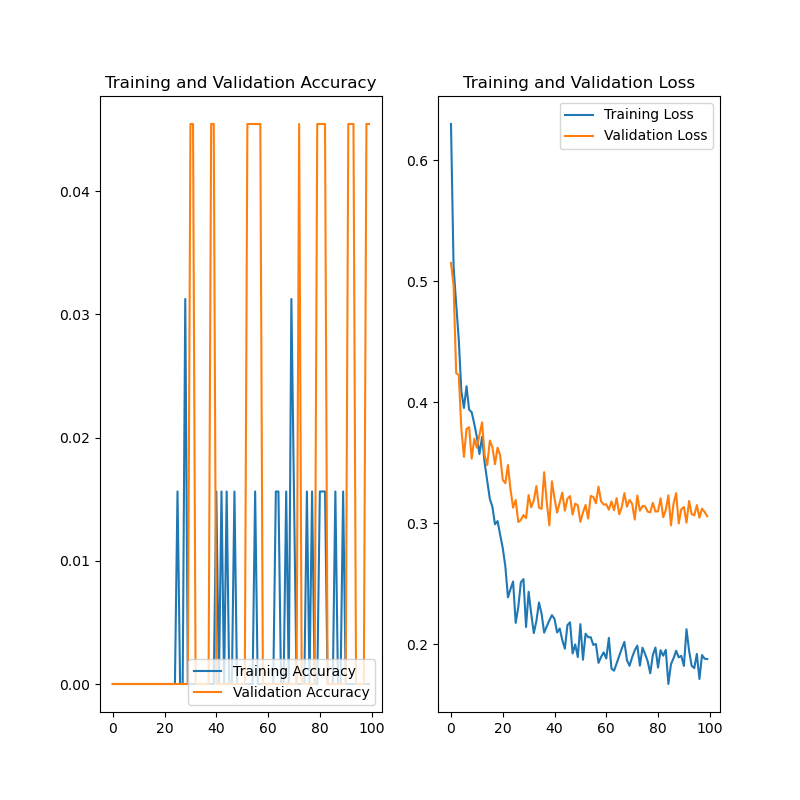 Training and Validation Accuracy
0.04
0.03
0.02
0.01
0.00
0 20 40 60 80 100
Training Accuracy
Validation Accuracy
Training and Validation Loss
0.6
0.5
0.4
0.3
0.2
0 20 40 60 80 100
Training Loss
Validation Loss